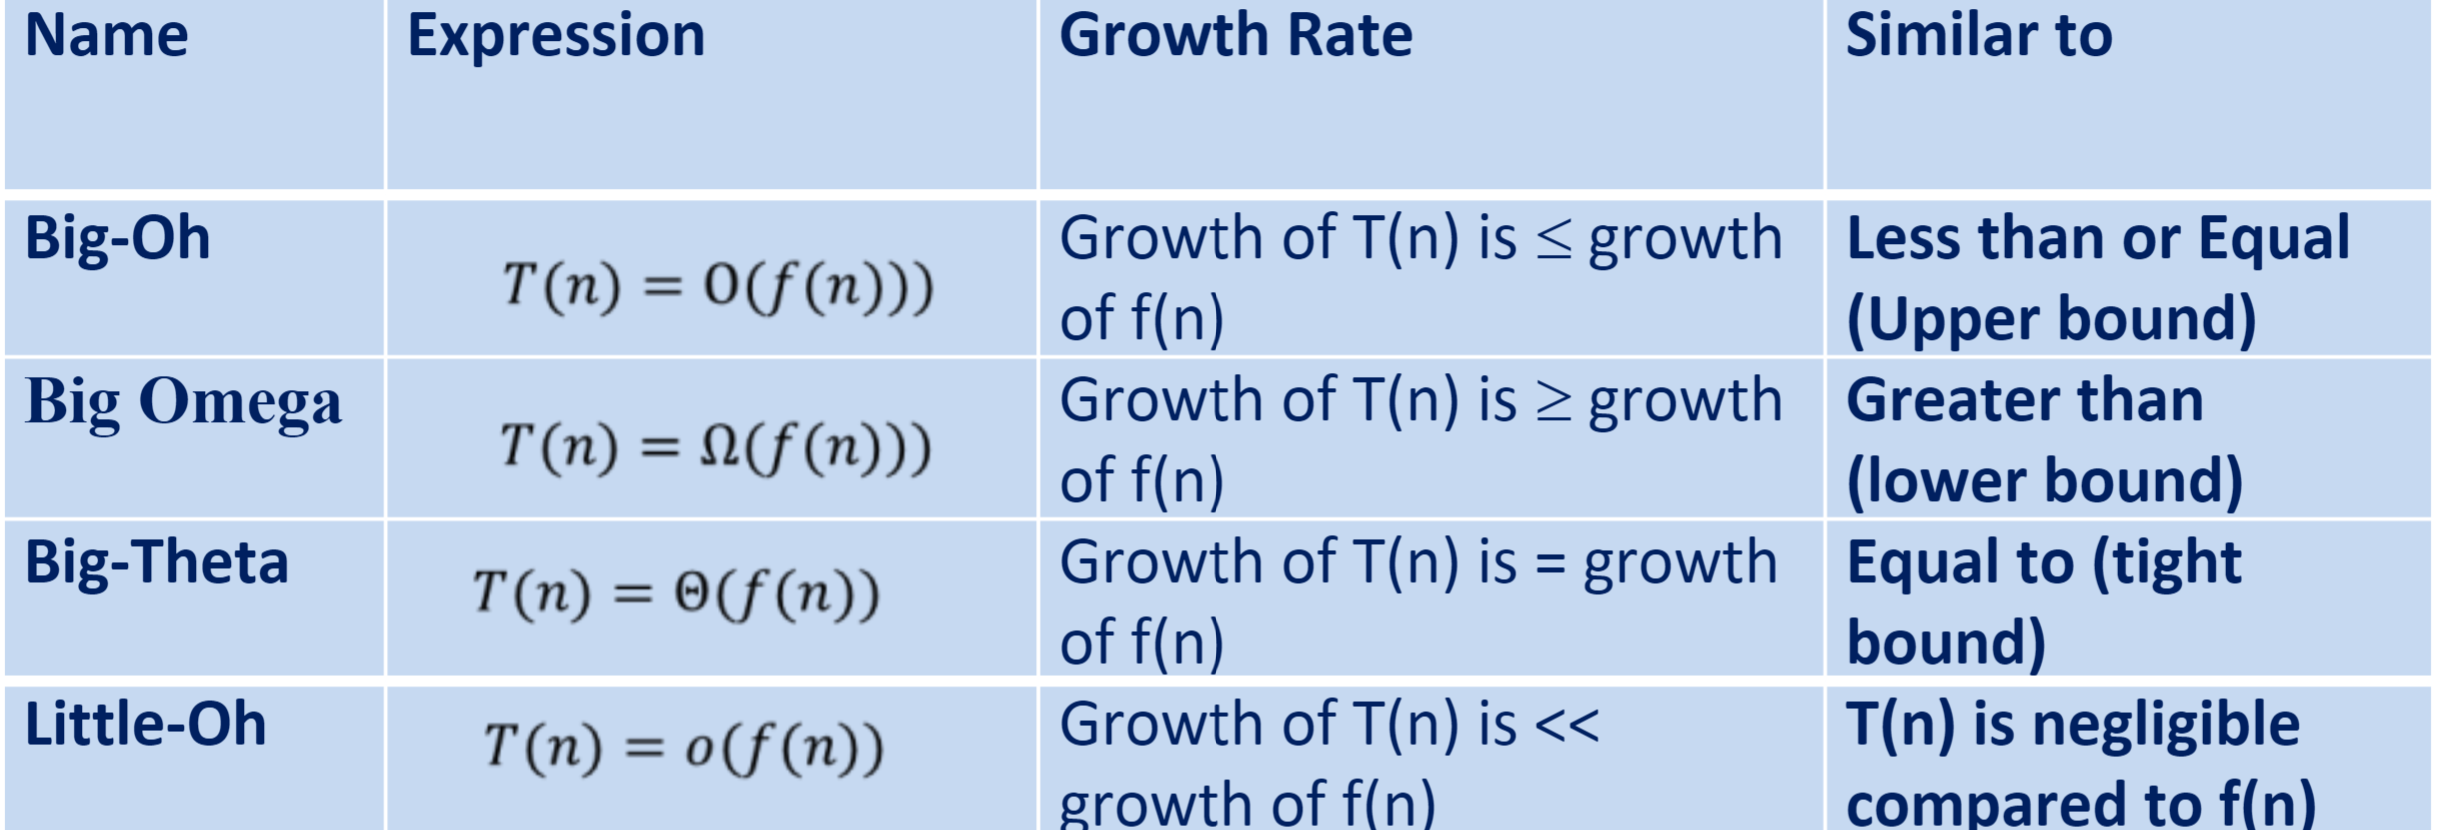 Name Expression Growth Rate Similar to
Big-Oh T(n) = O(f(n))) Growth of T(n) is ≤ growth Less than or Equal
of f(n) (Upper bound)
Big Omega T(n) = Ω(f(n))) Growth of T(n) is ≥ growth Greater than
of f(n) (lower bound)
Big-Theta T(n) = Θ(f(n)) Growth of T(n) is = growth Equal to (tight
of f(n) bound)
Little-Oh T(n) = o(f(n)) Growth of T(n) is << T(n) is negligible
growth of f(n) compared to f(n)